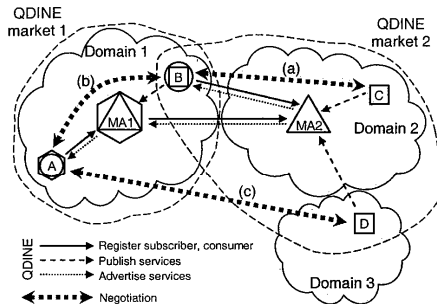 QDINE
market 1
QDINE
market 2
Domain 1
(b)
B
(a)
C
MA1
MA2
Domain 2
A
(c)
D
QDINE
Register subscriber, consumer
Publish services
Advertise services
Negotiation
Domain 3